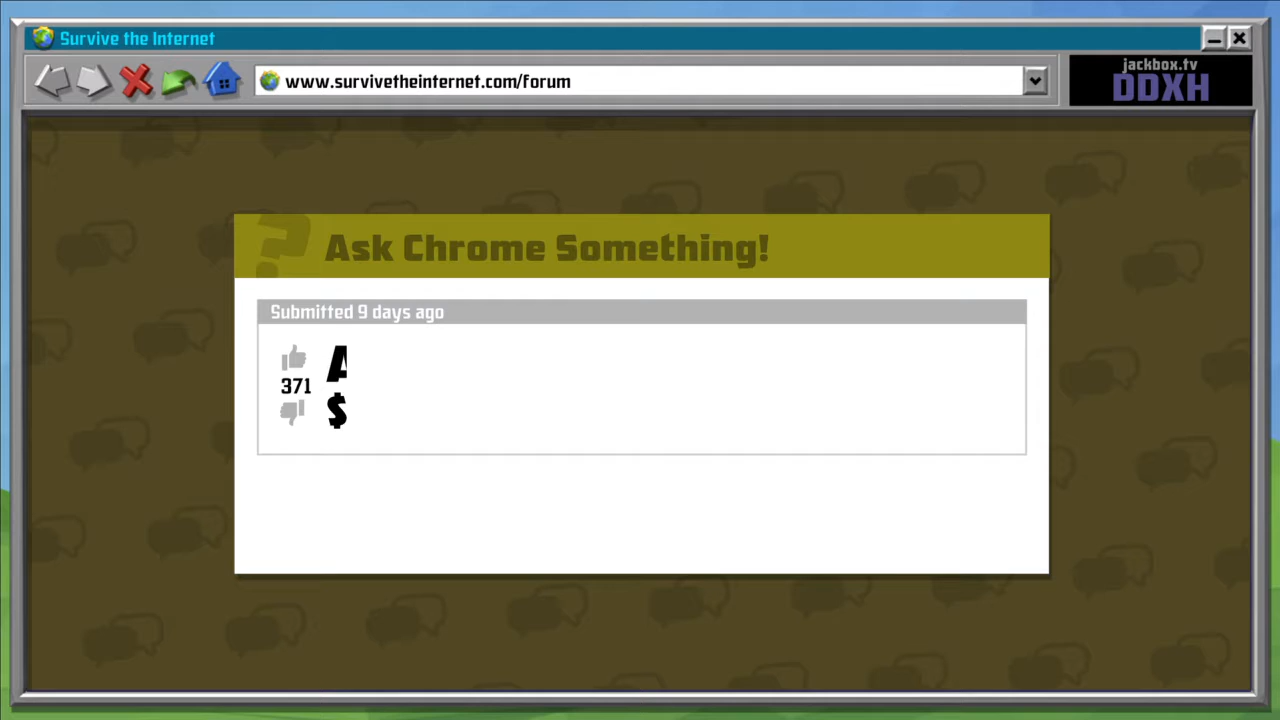 Survive the Internet
www.survivetheinternet.com/forum
jackbox.tv
DDXH
? Ask Chrome Something!
Submitted 9 days ago
371
A
$